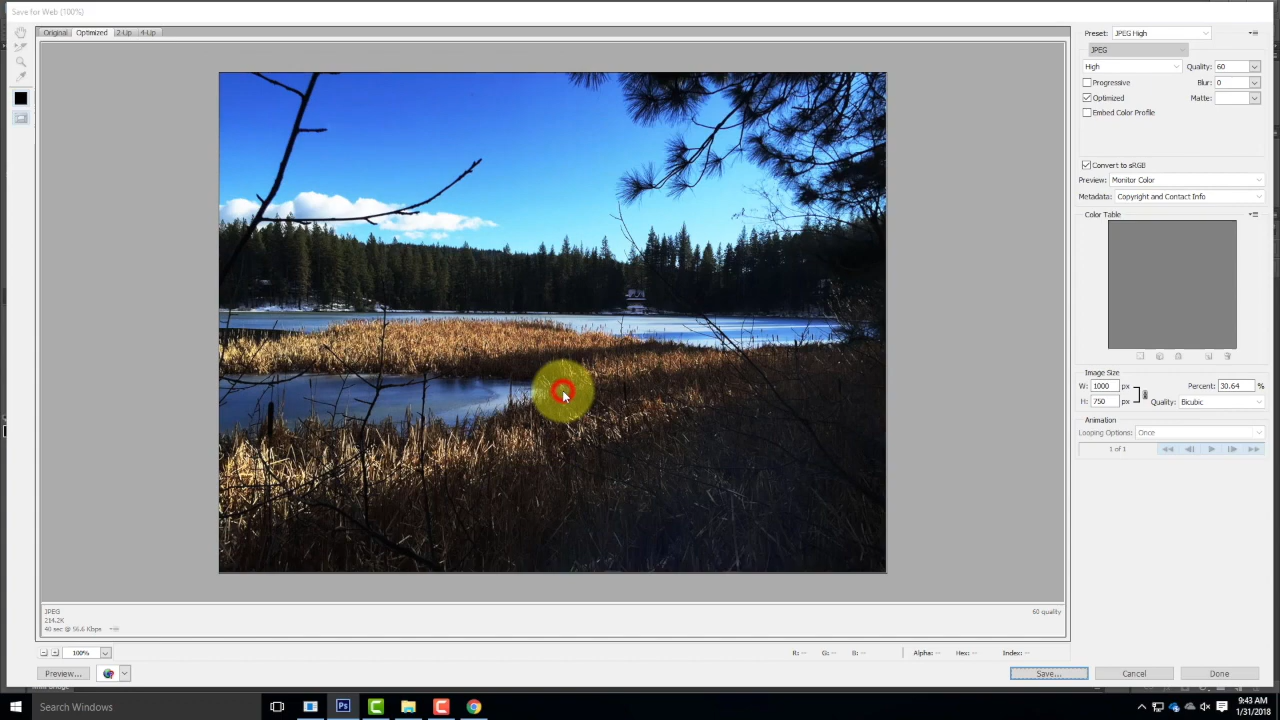 Save for Web (100%)
Original Optimized 2-Up 4-Up
Preset: JPEG High
JPEG
High Quality: 60
Progressive Blur: 0
Optimized Matte:
Embed Color Profile
Convert to sRGB
Preview: Monitor Color
Metadata: Copyright and Contact Info
Color Table
Image Size
W: 1000 px Percent: 30.64 %
H: 750 px Quality: Bicubic
Animation
Looping Options: Once
1 of 1
JPEG 60 quality
214.2K
40 sec @ 56.6 Kbps
100% R: -- G: -- B: -- Alpha: -- Hex: -- Index: --
Preview... Save... Cancel Done
Mini Bridge
Search Windows
Ps
9:43 AM
1/31/2018